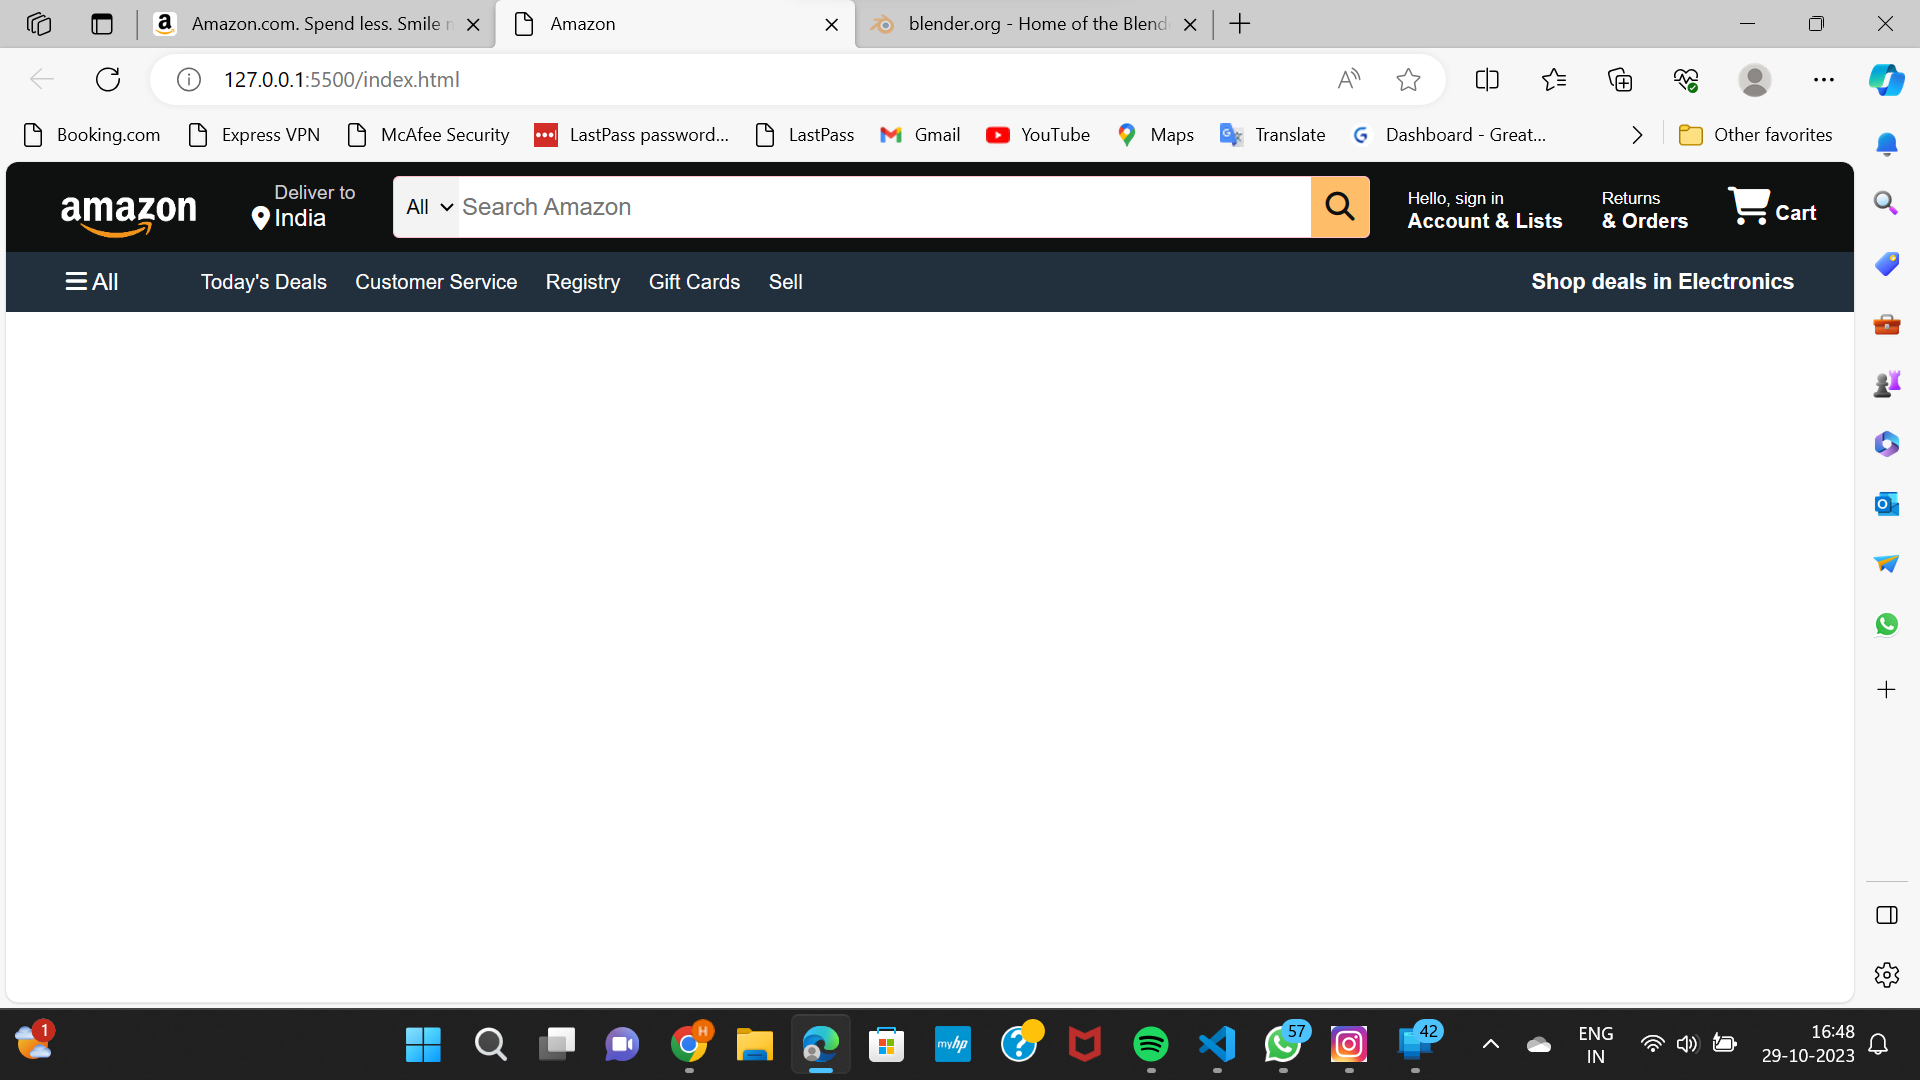 Amazon.com. Spend less. Smile
Amazon
blender.org - Home of the Blend
127.0.0.1:5500/index.html
Booking.com
Express VPN
McAfee Security
LastPass password...
LastPass
Gmail
YouTube
Maps
Translate
Dashboard - Great...
Other favorites
amazon
Deliver to
India
All
Search Amazon
Hello, sign in
Account & Lists
Returns
& Orders
Cart
All
Today's Deals
Customer Service
Registry
Gift Cards
Sell
Shop deals in Electronics
1
H
myhp
57
42
ENG
IN
16:48
29-10-2023